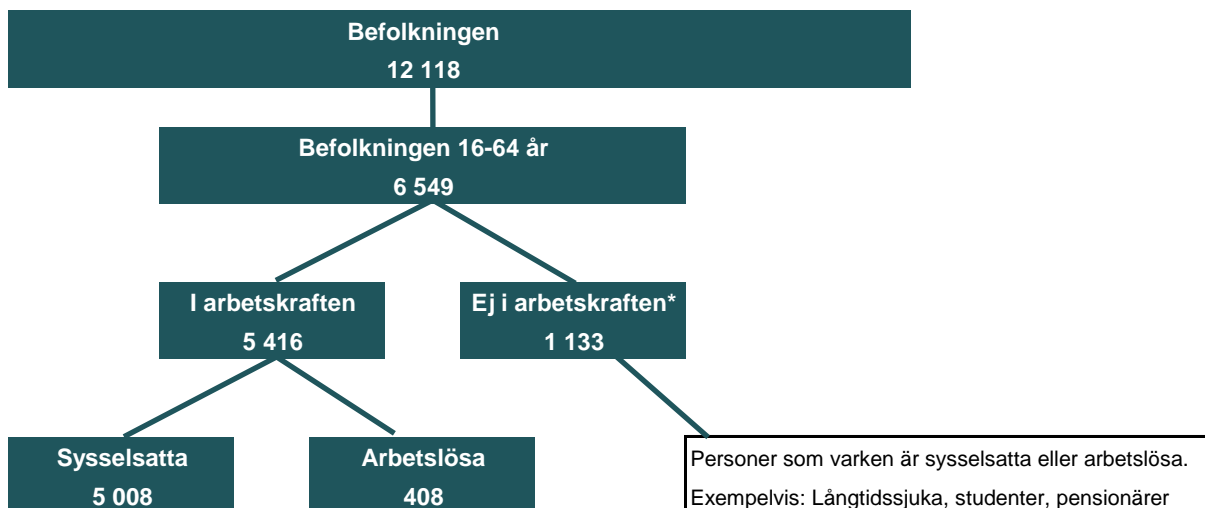 Befolkningen
12 118
Befolkningen 16-64 år
6 549
I arbetskraften
5 416
Ej i arbetskraften*
1 133
Sysselsatta
5 008
Arbetslösa
408
Personer som varken är sysselsatta eller arbetslösa.
Exempelvis: Långtidssjuka, studenter, pensionärer